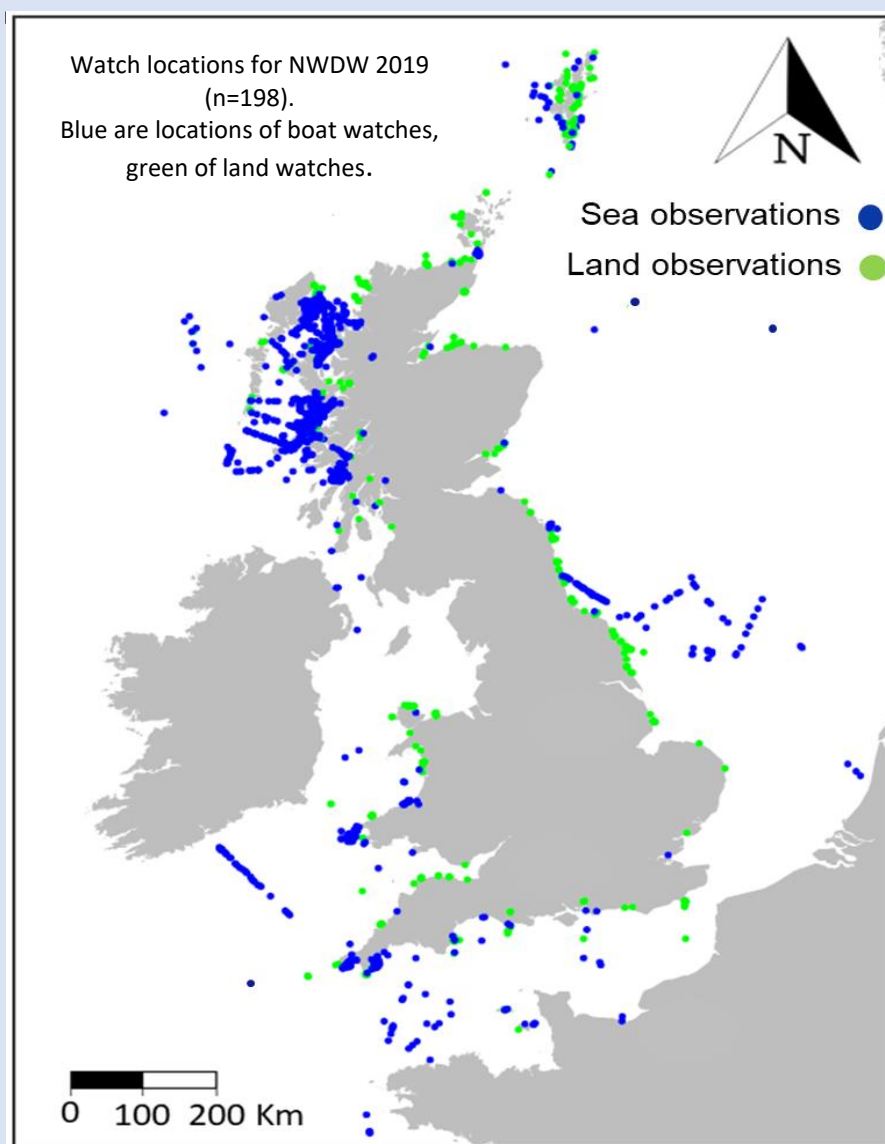 Watch locations for NWDW 2019
(n=198).
Blue are locations of boat watches,
green of land watches.
N
Sea observations
Land observations
0 100 200 Km